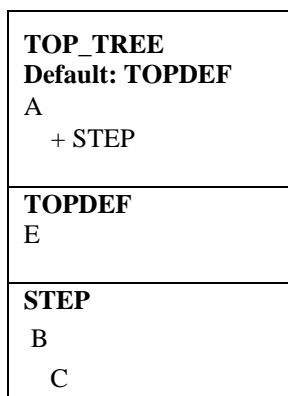 TOP_TREE
Default: TOPDEF
A
+ STEP
TOPDEF
E
STEP
B
C